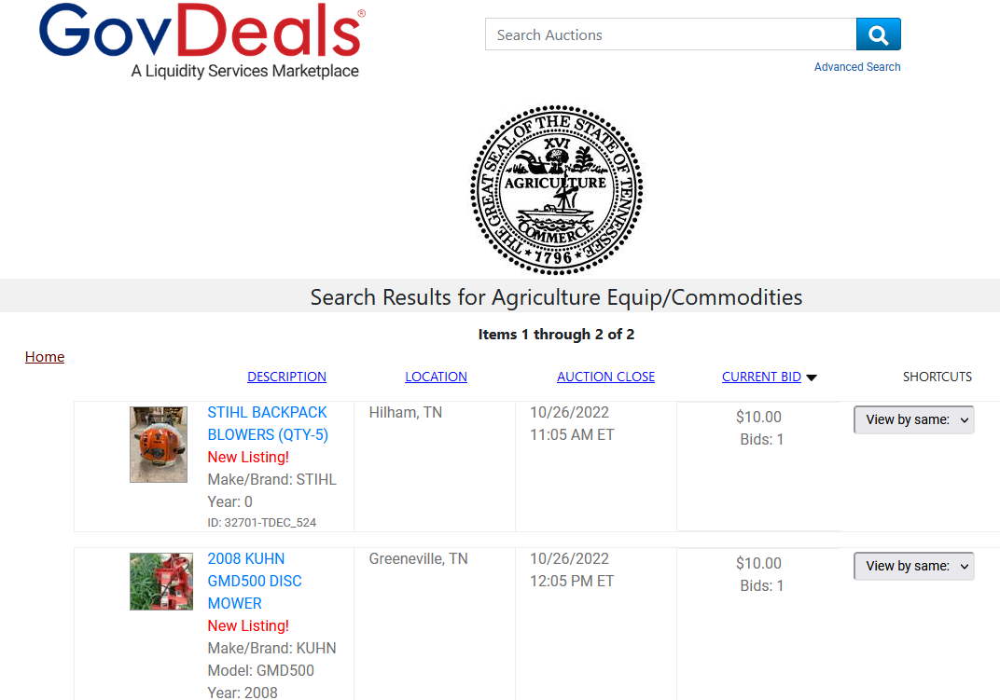 GovDeals®
A Liquidity Services Marketplace
Search Auctions
Advanced Search
THE GREAT SEAL OF THE STATE OF TENNESSEE
XVI
AGRICULTURE
COMMERCE
★ 1796 ★
Search Results for Agriculture Equip/Commodities
Items 1 through 2 of 2
Home
DESCRIPTION LOCATION AUCTION CLOSE CURRENT BID SHORTCUTS
STIHL BACKPACK
BLOWERS (QTY-5)
New Listing!
Make/Brand: STIHL
Year: 0
ID: 32701-TDEC_524
Hilham, TN
10/26/2022
11:05 AM ET
$10.00
Bids: 1
View by same:
2008 KUHN
GMD500 DISC
MOWER
New Listing!
Make/Brand: KUHN
Model: GMD500
Year: 2008
Greeneville, TN
10/26/2022
12:05 PM ET
$10.00
Bids: 1
View by same: